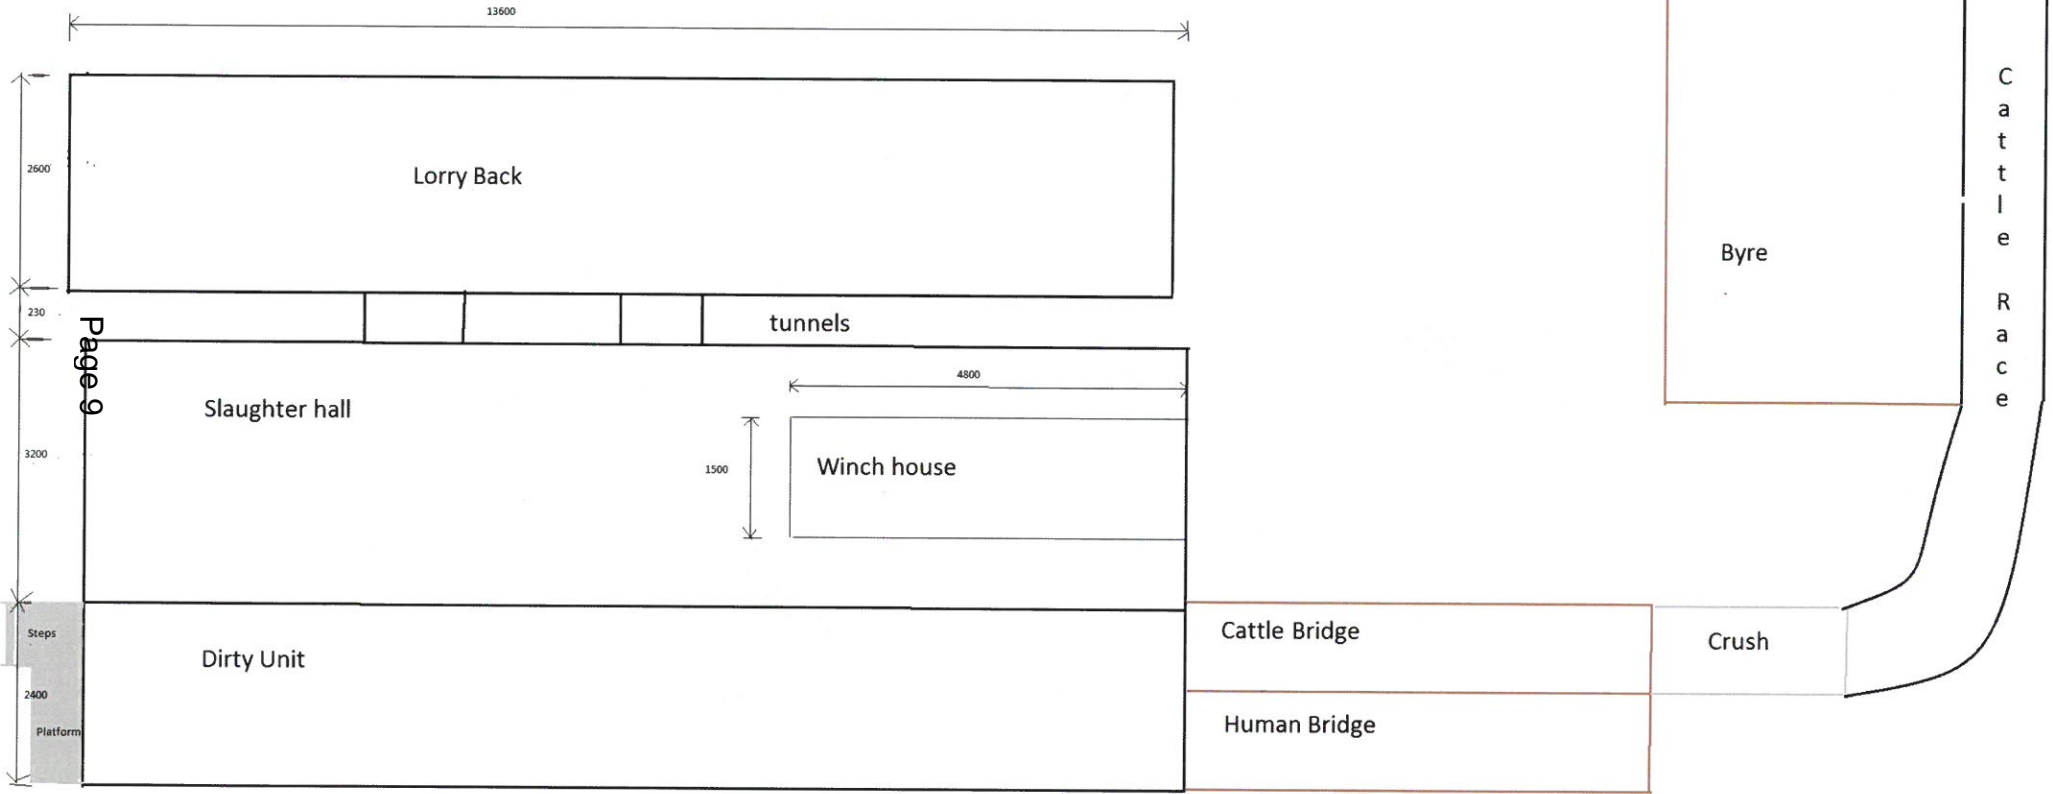 13600
2600
Lorry Back
230
tunnels
Page 9
Slaughter hall
4800
3200
1500
Winch house
Byre
Cattle Race
Steps
Dirty Unit
2400
Platform
Cattle Bridge
Crush
Human Bridge